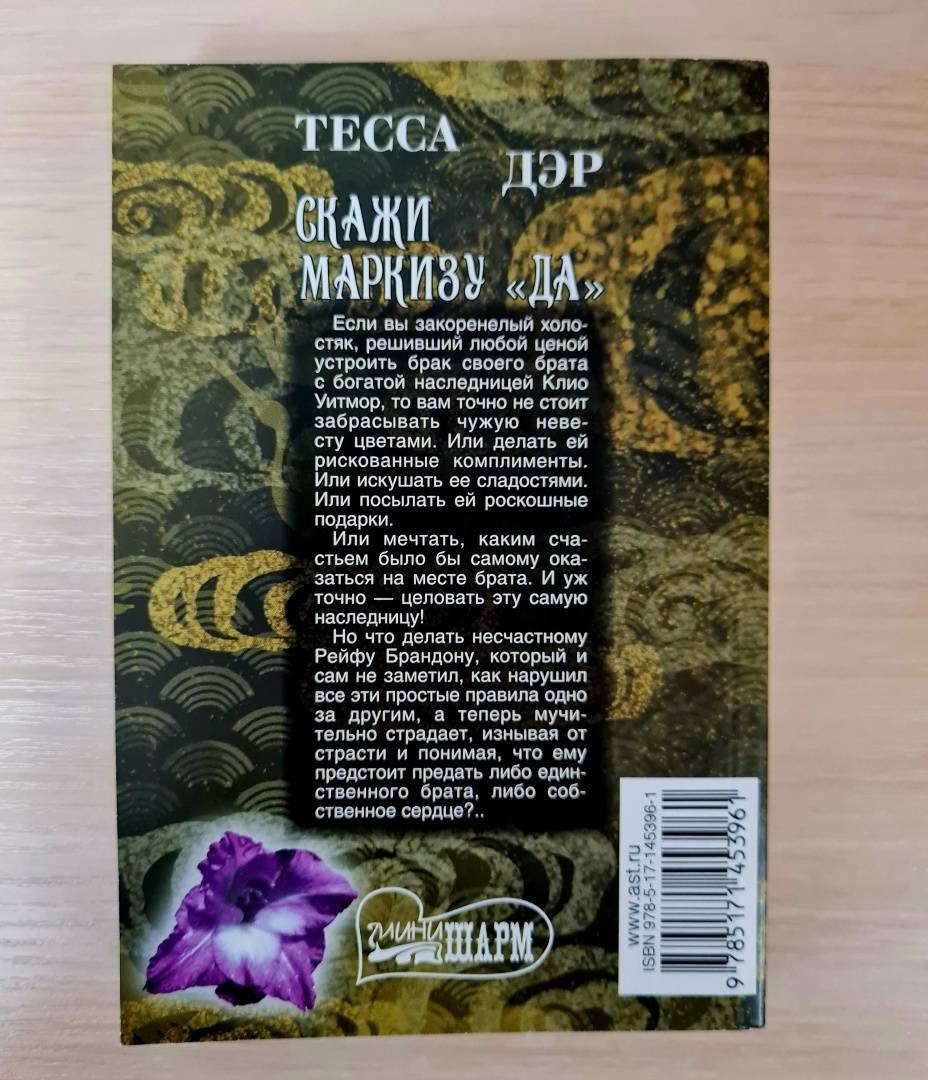 ТЕССА
ДЭР
СКАЖИ
МАРКИЗУ «ДА»
Если вы закоренелый холо-
стяк, решивший любой ценой
устроить брак своего брата
с богатой наследницей Клио
Уитмор, то вам точно не стоит
забрасывать чужую неве-
сту цветами. Или делать ей
рискованные комплименты.
Или искушать ее сладостями.
Или посылать ей роскошные
подарки.
Или мечтать, каким сча-
стьем было бы самому ока-
заться на месте брата. И уж
точно — целовать эту самую
наследницу!
Но что делать несчастному
Рейфу Брандону, который и
сам не заметил, как нарушил
все эти простые правила одно
за другим, а теперь мучи-
тельно страдает, изнывая от
страсти и понимая, что ему
предстоит предать либо един-
ственного брата, либо соб-
ственное сердце?..
мини
ШАРМ
www.ast.ru
ISBN 978-5-17-145396-1
9 785171 453961